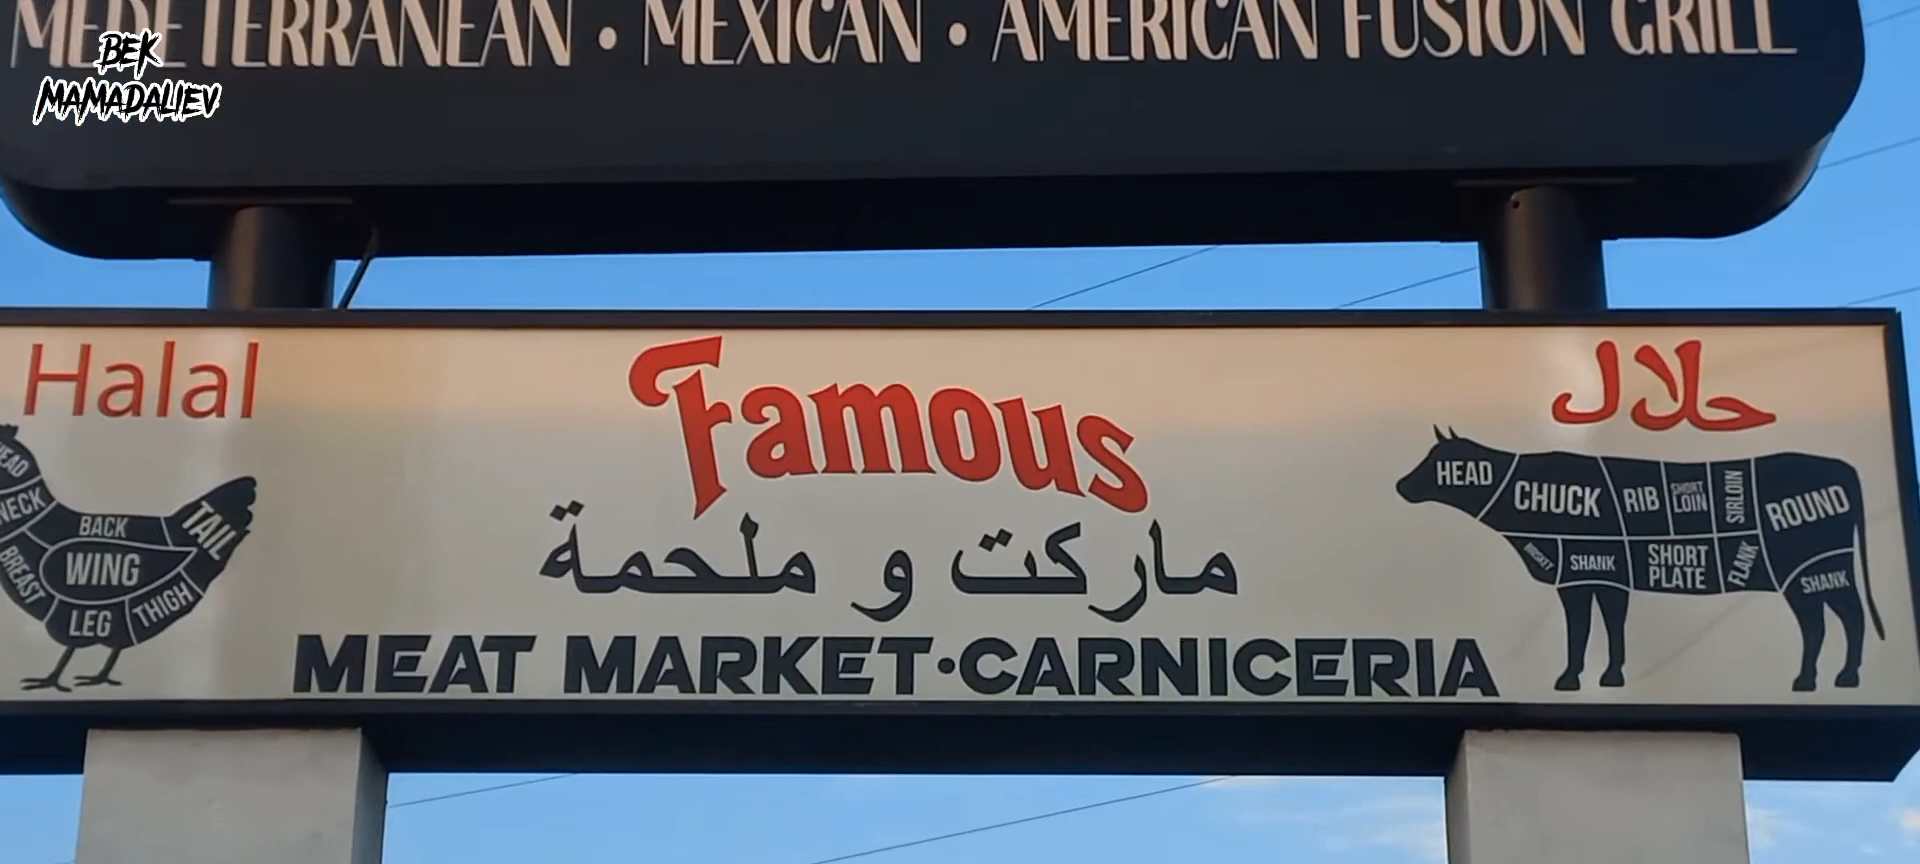 MEDETERRANEAN • MEXICAN • AMERICAN FUSION GRILL
BEK
MAMADALIEV
Halal
Famous
حلال
ماركت و ملحمة
MEAT MARKET•CARNICERIA
HEAD
NECK
BACK
TAIL
BREAST
WING
LEG
THIGH
HEAD
CHUCK
RIB
SHORT
LOIN
SIRLOIN
ROUND
BRISKET
SHANK
SHORT
PLATE
FLANK
SHANK